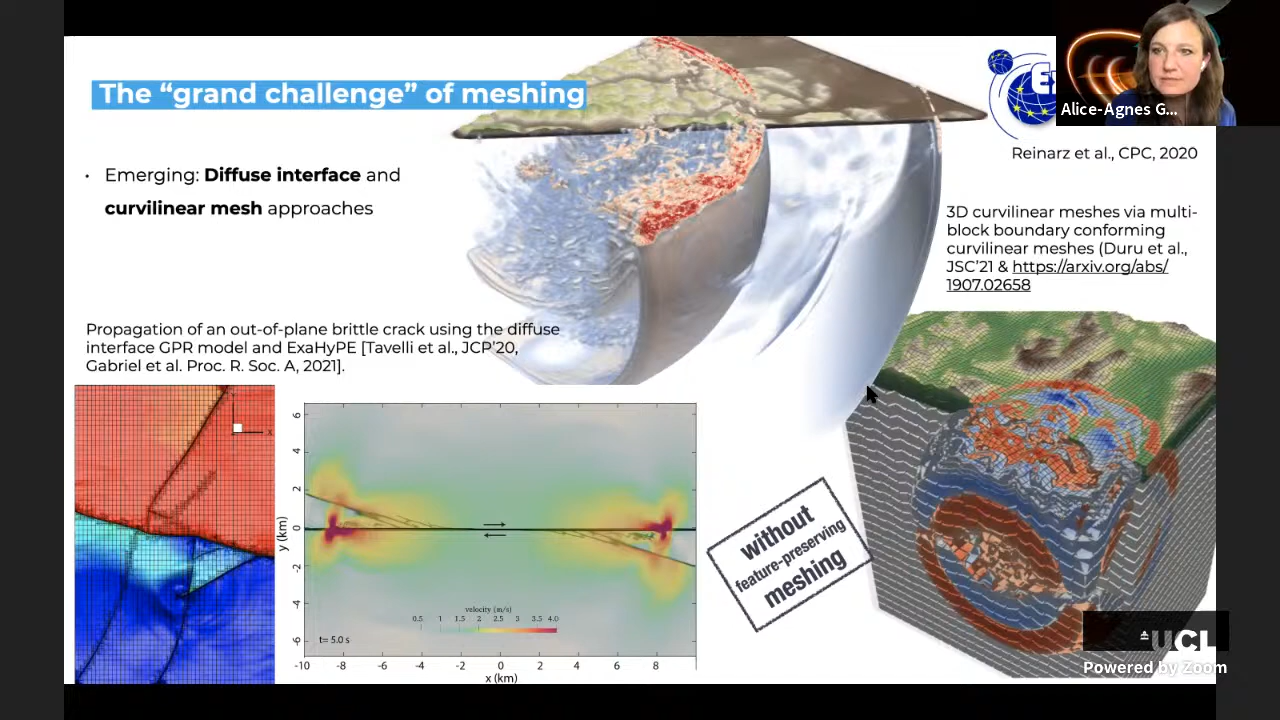 The “grand challenge” of meshing
Alice-Agnes G...
Reinarz et al., CPC, 2020
• Emerging: Diffuse interface and
curvilinear mesh approaches
3D curvilinear meshes via multi-
block boundary conforming
curvilinear meshes (Duru et al.,
JSC’21 & https://arxiv.org/abs/
1907.02658
Propagation of an out-of-plane brittle crack using the diffuse
interface GPR model and ExaHyPE [Tavelli et al., JCP’20,
Gabriel et al. Proc. R. Soc. A, 2021].
x
y (km)
6
4
2
0
-2
-4
-6
velocity (m/s)
0.5 1 1.5 2 2.5 3 3.5 4.0
t= 5.0 s
-10 -8 -6 -4 -2 0 2 4 6 8
x (km)
without
feature-preserving
meshing
UCL
Powered by Zoom